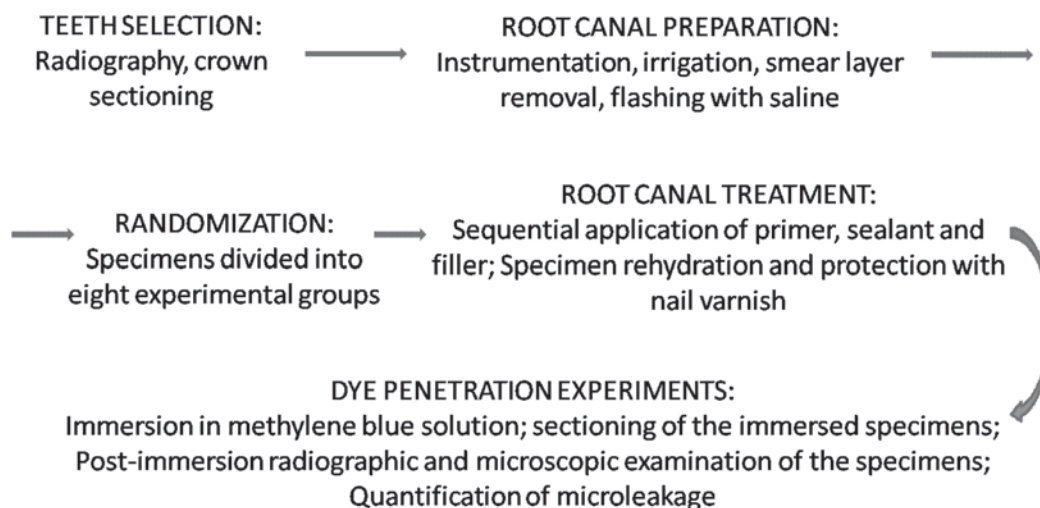 TEETH SELECTION:
Radiography, crown
sectioning
ROOT CANAL PREPARATION:
Instrumentation, irrigation, smear layer
removal, flashing with saline
RANDOMIZATION:
Specimens divided into
eight experimental groups
ROOT CANAL TREATMENT:
Sequential application of primer, sealant and
filler; Specimen rehydration and protection with
nail varnish
DYE PENETRATION EXPERIMENTS:
Immersion in methylene blue solution; sectioning of the immersed specimens;
Post-immersion radiographic and microscopic examination of the specimens;
Quantification of microleakage